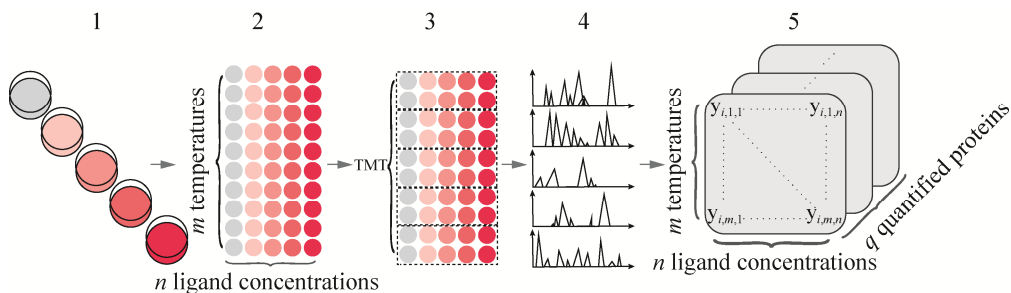 1 2 3 4 5
m temperatures
n ligand concentrations
TMT
m temperatures
y_{i,1,1} y_{i,1,n}
y_{i,m,1} y_{i,m,n}
n ligand concentrations
q quantified proteins